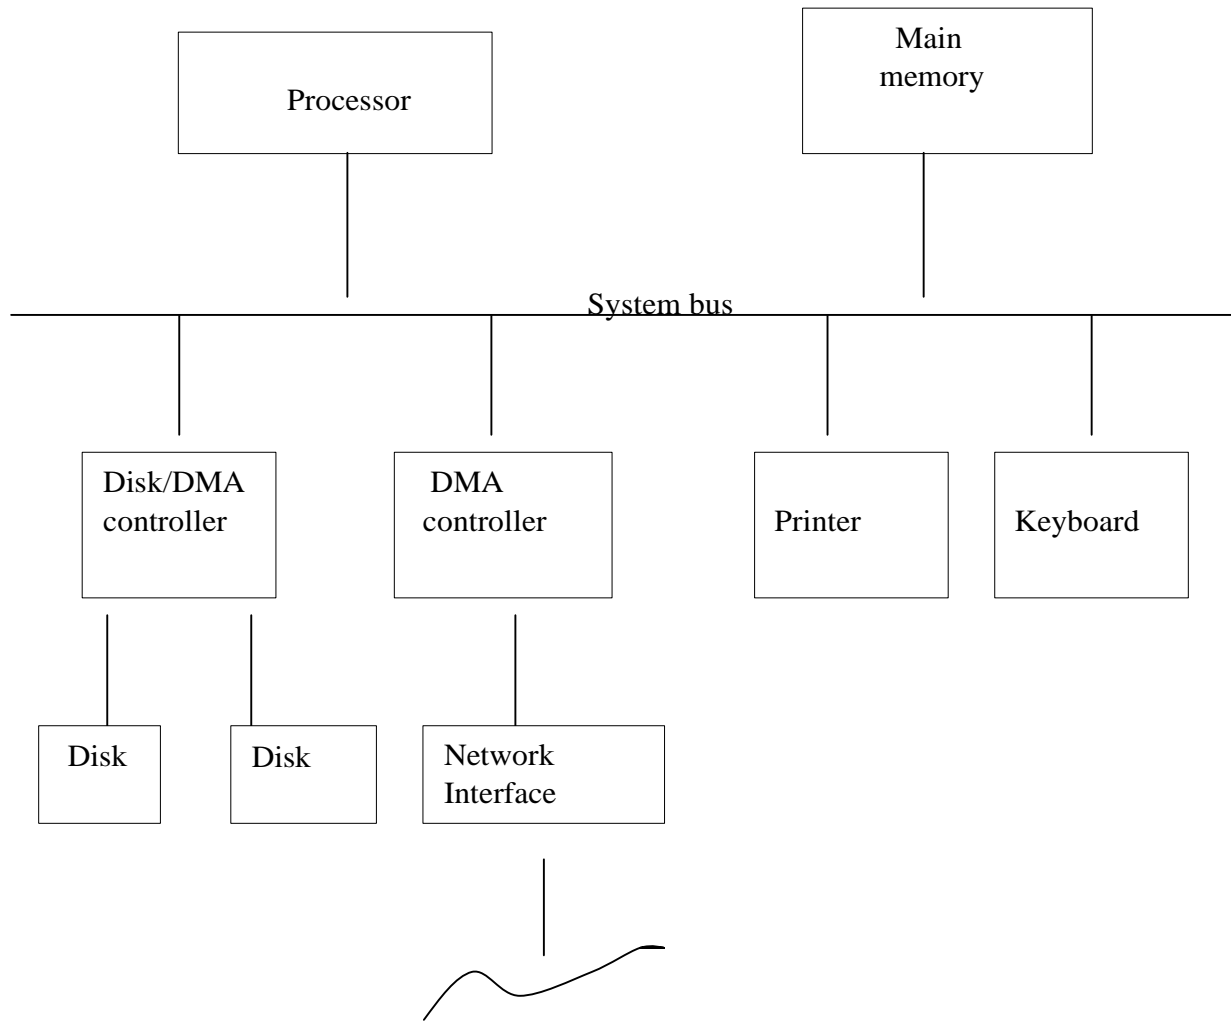 Processor
Main
memory
System bus
Disk/DMA
controller
DMA
controller
Printer
Keyboard
Disk
Disk
Network
Interface